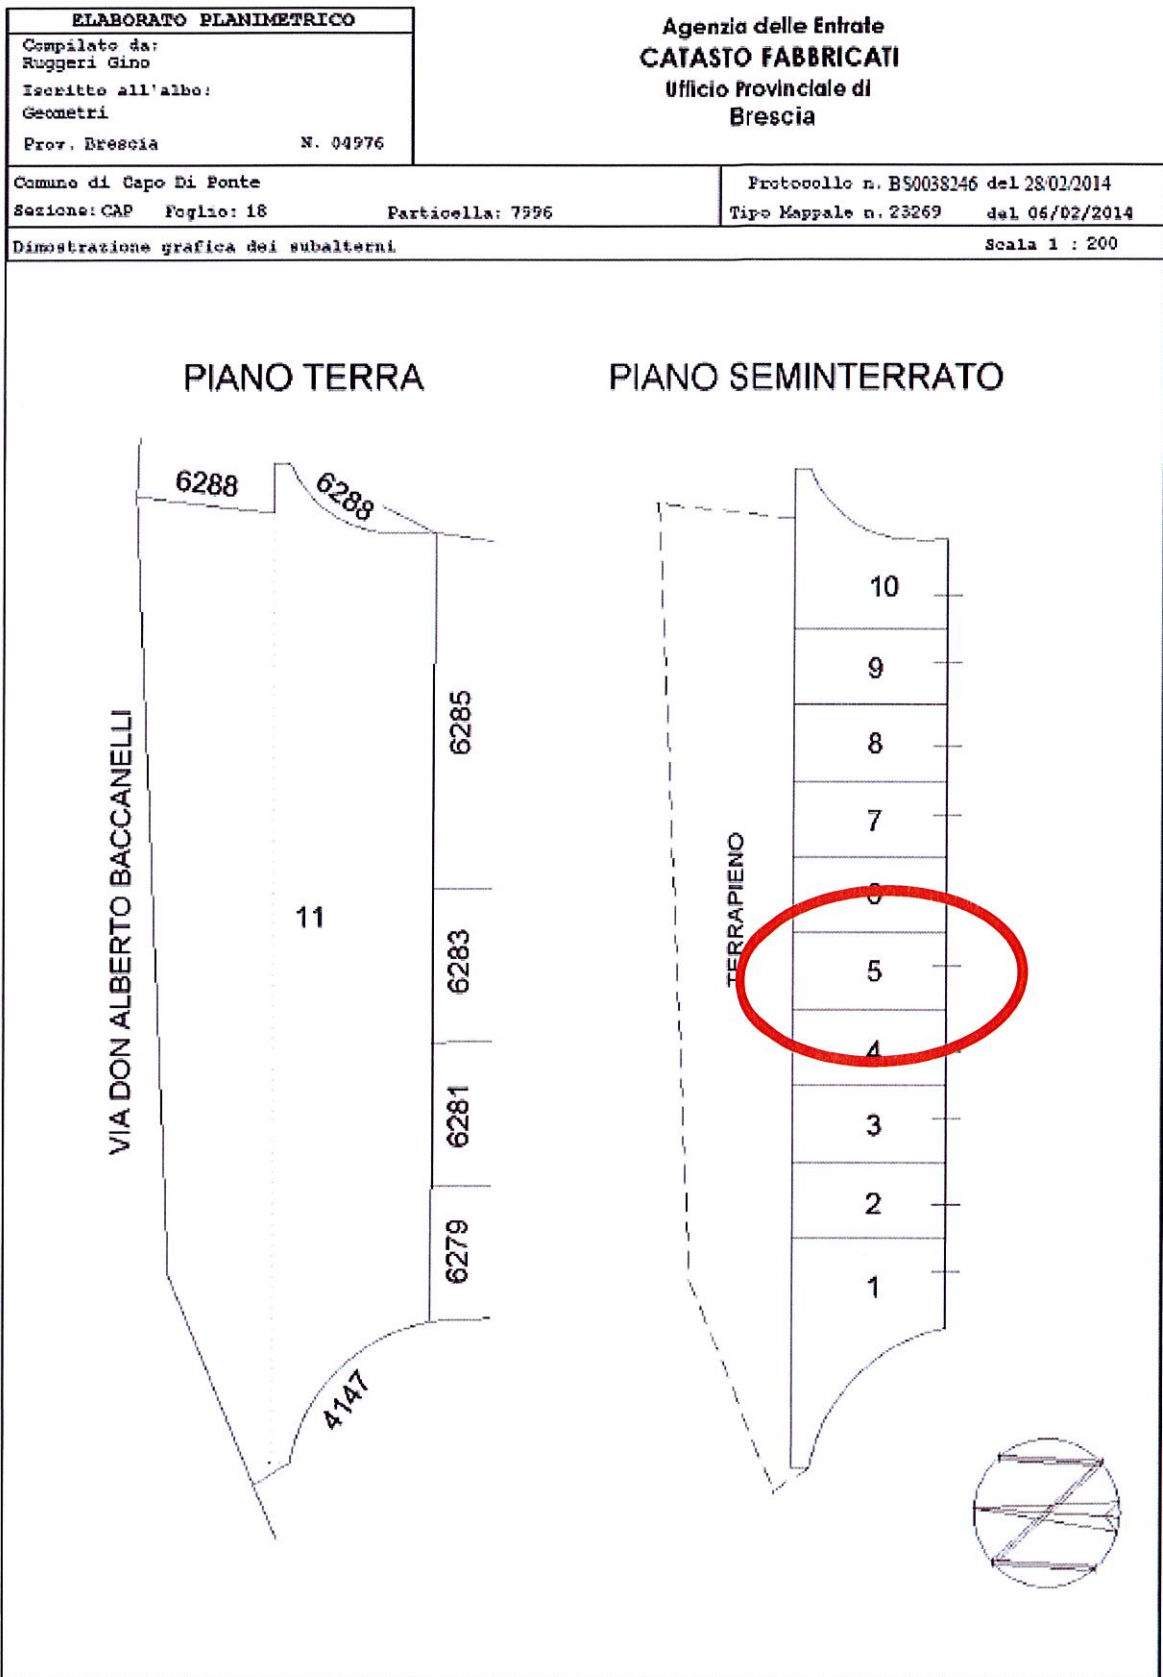 ELABORATO PLANIMETRICO
Compilato da:
Ruggeri Gino
Iscritto all'albo:
Geometri
Prov. Brescia N. 04976
Agenzia delle Entrate
CATASTO FABBRICATI
Ufficio Provinciale di
Brescia
Comune di Capo Di Ponte
Sezione: CAP Foglio: 18 Particella: 7996
Protocollo n. BS0038246 del 28/02/2014
Tipo Mappale n. 23269 del 06/02/2014
Dimostrazione grafica dei subalterni
Scala 1 : 200
PIANO TERRA
6288
6288
VIA DON ALBERTO BACCANELLI
11
6285
6283
6281
6279
4147
PIANO SEMINTERRATO
TERRAPIENO
10
9
8
7
6
5
4
3
2
1
N